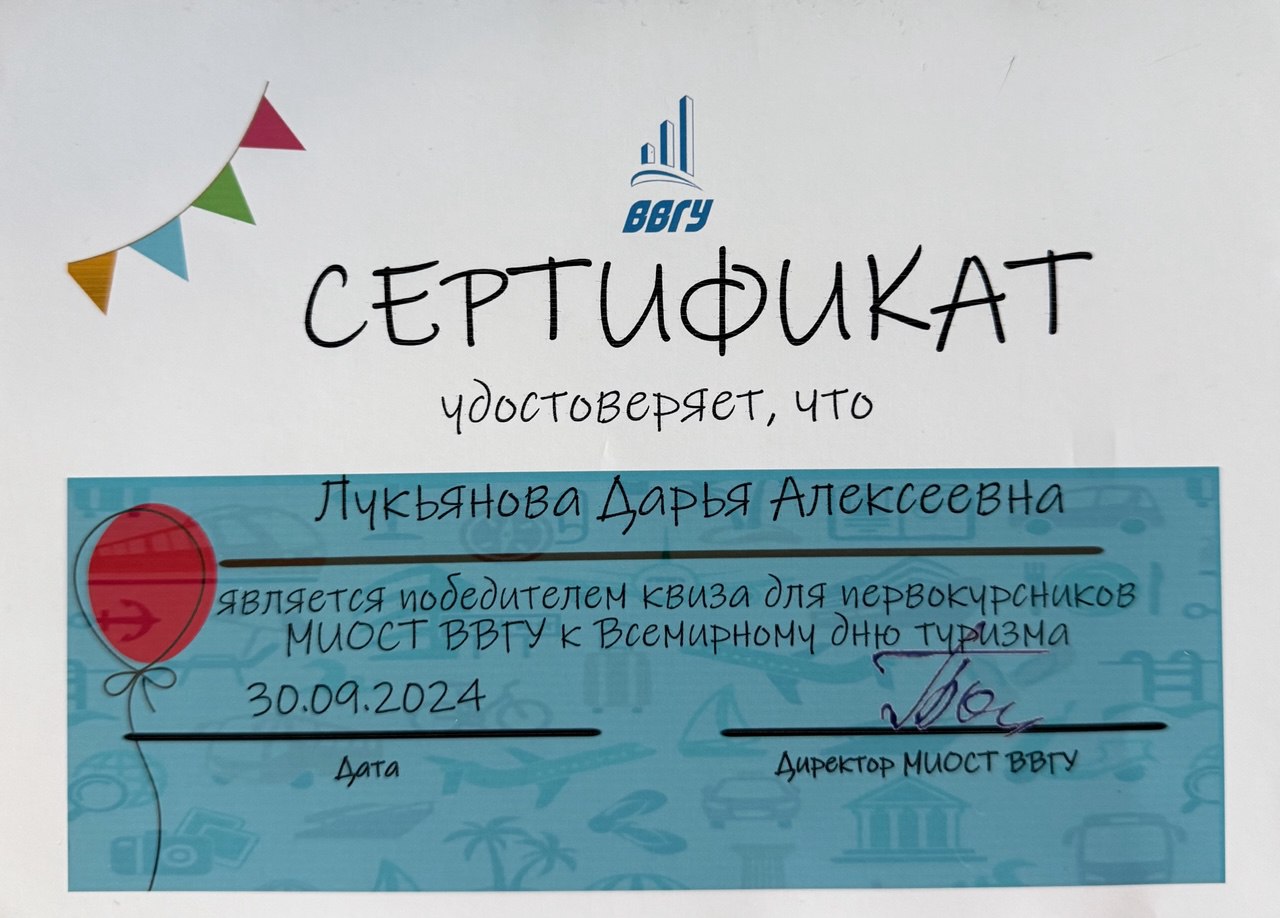 ВВГУ
СЕРТИФИКАТ
удостоверяет, что
Лукьянова Дарья Алексеевна
является победителем квиза для первокурсников
МИОСТ ВВГУ к Всемирному дню туризма
30.09.2024
Дата
Директор МИОСТ ВВГУ